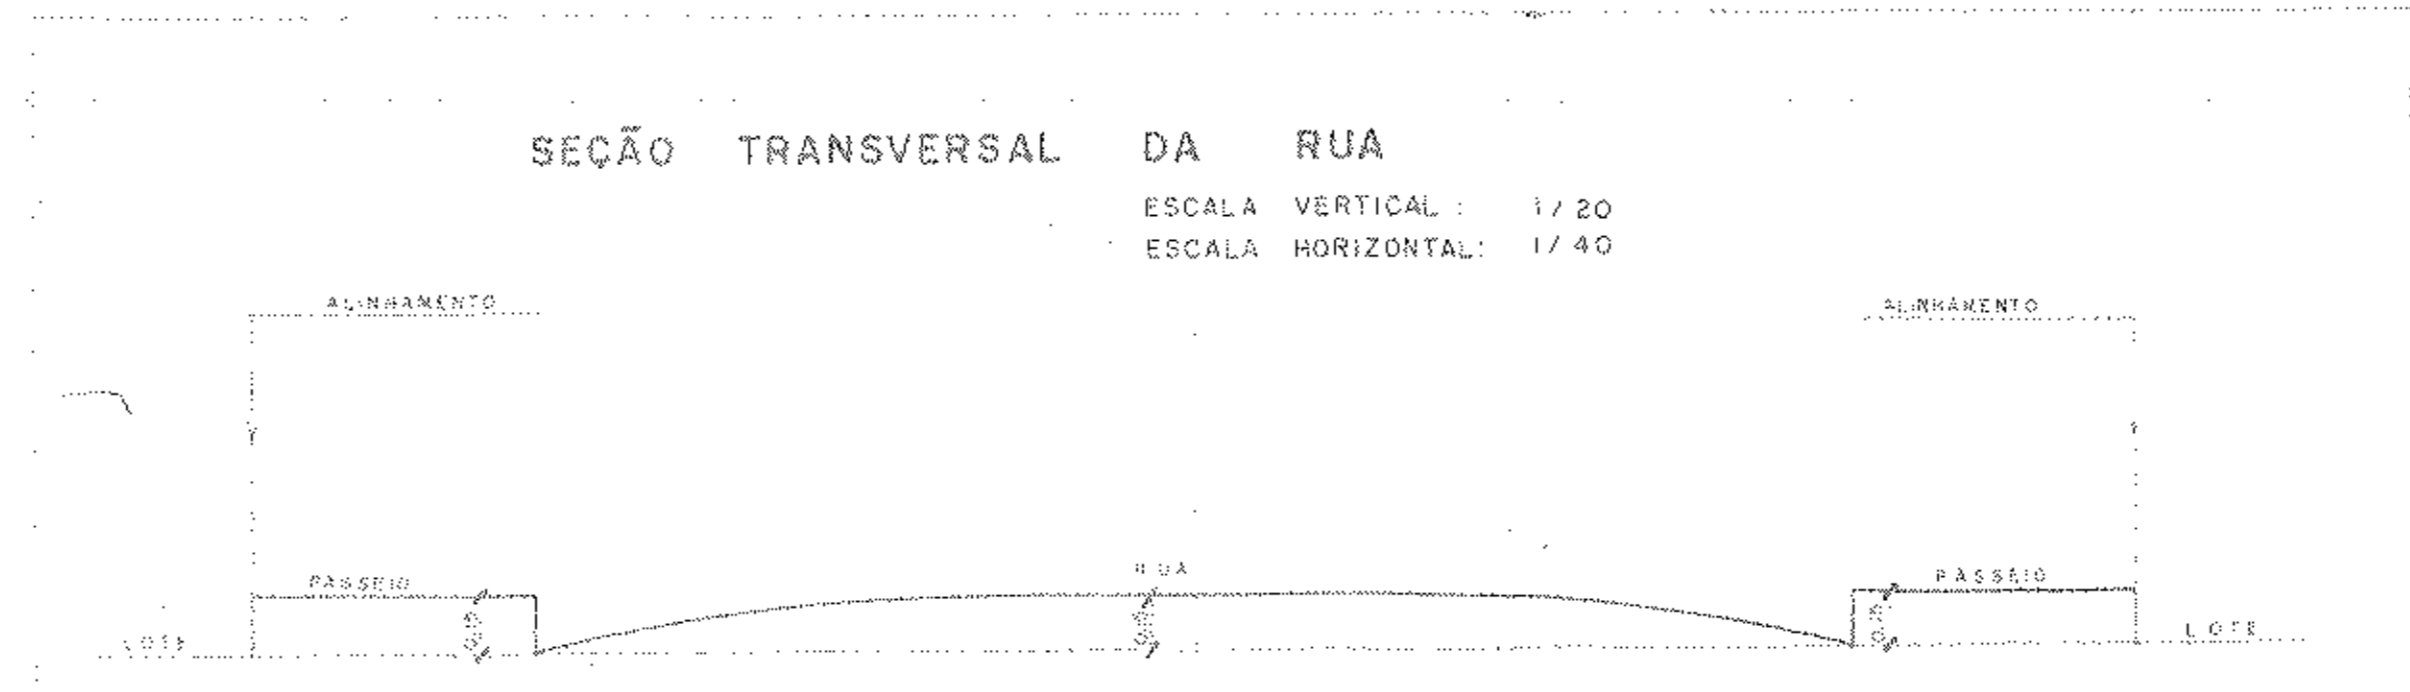 SEÇÃO TRANSVERSAL DA RUA
ESCALA VERTICAL : 1/20
ESCALA HORIZONTAL: 1/40
ALINHAMENTO
ALINHAMENTO
RUA
PASSEIO
PASSEIO
LOTE
LOTE